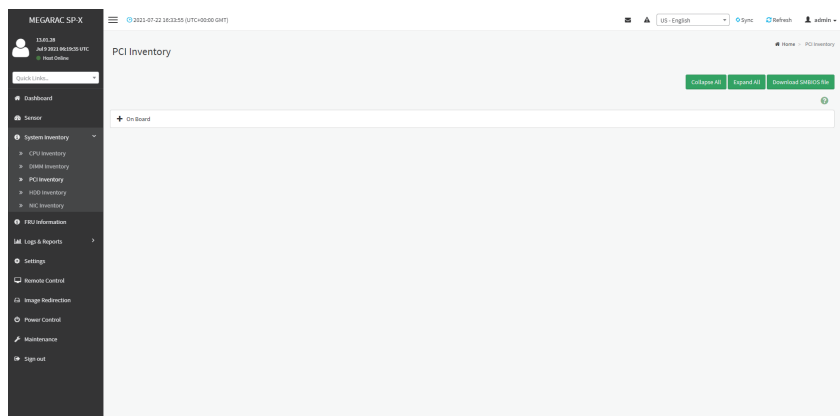 MEGARAC SP-X
2021-07-22 16:33:55 (UTC+00:00 GMT)
US - English
Sync
Refresh
admin
13.01.28
Jul 9 2021 06:19:35 UTC
Host Online
Quick Links..
PCI Inventory
Home
PCI Inventory
Collapse All
Expand All
Download SMBIOS file
On Board
Dashboard
Sensor
System Inventory
CPU Inventory
DIMM Inventory
PCI Inventory
HDD Inventory
NIC Inventory
FRU Information
Logs & Reports
Settings
Remote Control
Image Redirection
Power Control
Maintenance
Sign out